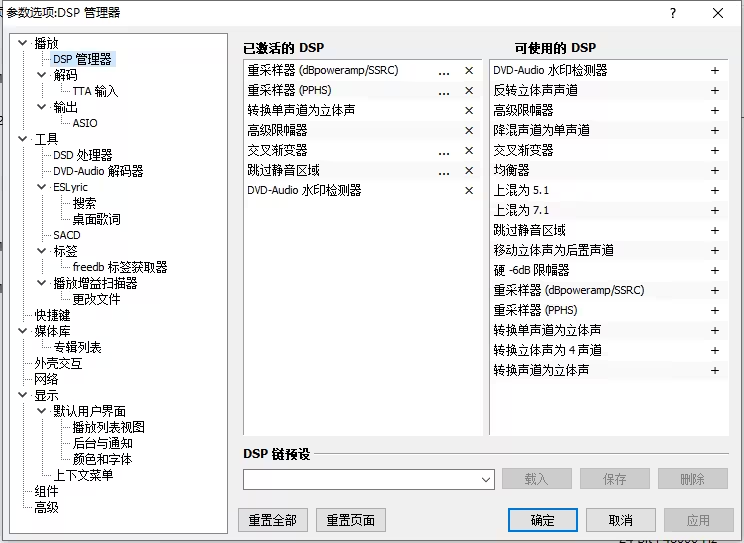 参数选项:DSP 管理器
播放
DSP 管理器
解码
TTA 输入
输出
ASIO
工具
DSD 处理器
DVD-Audio 解码器
ESLyric
搜索
桌面歌词
SACD
标签
freedb 标签获取器
播放增益扫描器
更改文件
快捷键
媒体库
专辑列表
外壳交互
网络
显示
默认用户界面
播放列表视图
后台与通知
颜色和字体
上下文菜单
组件
高级
已激活的 DSP
重采样器 (dBpoweramp/SSRC) ... ×
重采样器 (PPHS) ... ×
转换单声道为立体声 ×
高级限幅器 ×
交叉渐变器 ... ×
跳过静音区域 ... ×
DVD-Audio 水印检测器 ×
可使用的 DSP
DVD-Audio 水印检测器 +
反转立体声声道 +
高级限幅器 +
降混声道为单声道 +
交叉渐变器 +
均衡器 +
上混为 5.1 +
上混为 7.1 +
跳过静音区域 +
移动立体声为后置声道 +
硬 -6dB 限幅器 +
重采样器 (dBpoweramp/SSRC) +
重采样器 (PPHS) +
转换单声道为立体声 +
转换立体声为 4 声道 +
转换声道为立体声 +
DSP 链预设
载入 保存 删除
重置全部 重置页面 确定 取消 应用